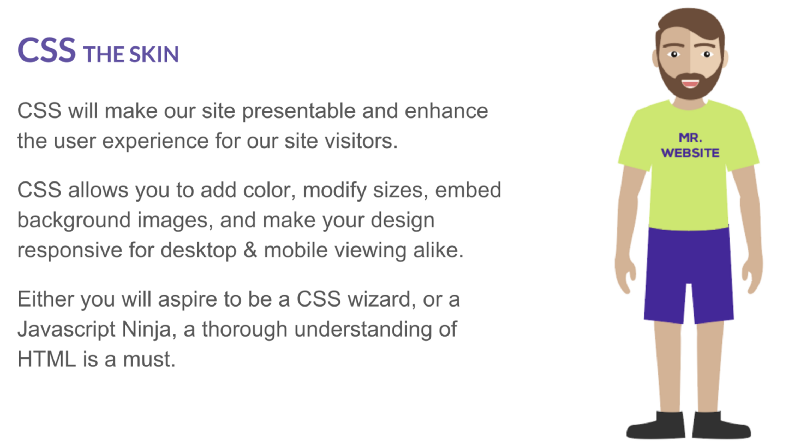 CSS THE SKIN
CSS will make our site presentable and enhance
the user experience for our site visitors.
CSS allows you to add color, modify sizes, embed
background images, and make your design
responsive for desktop & mobile viewing alike.
Either you will aspire to be a CSS wizard, or a
Javascript Ninja, a thorough understanding of
HTML is a must.
MR.
WEBSITE